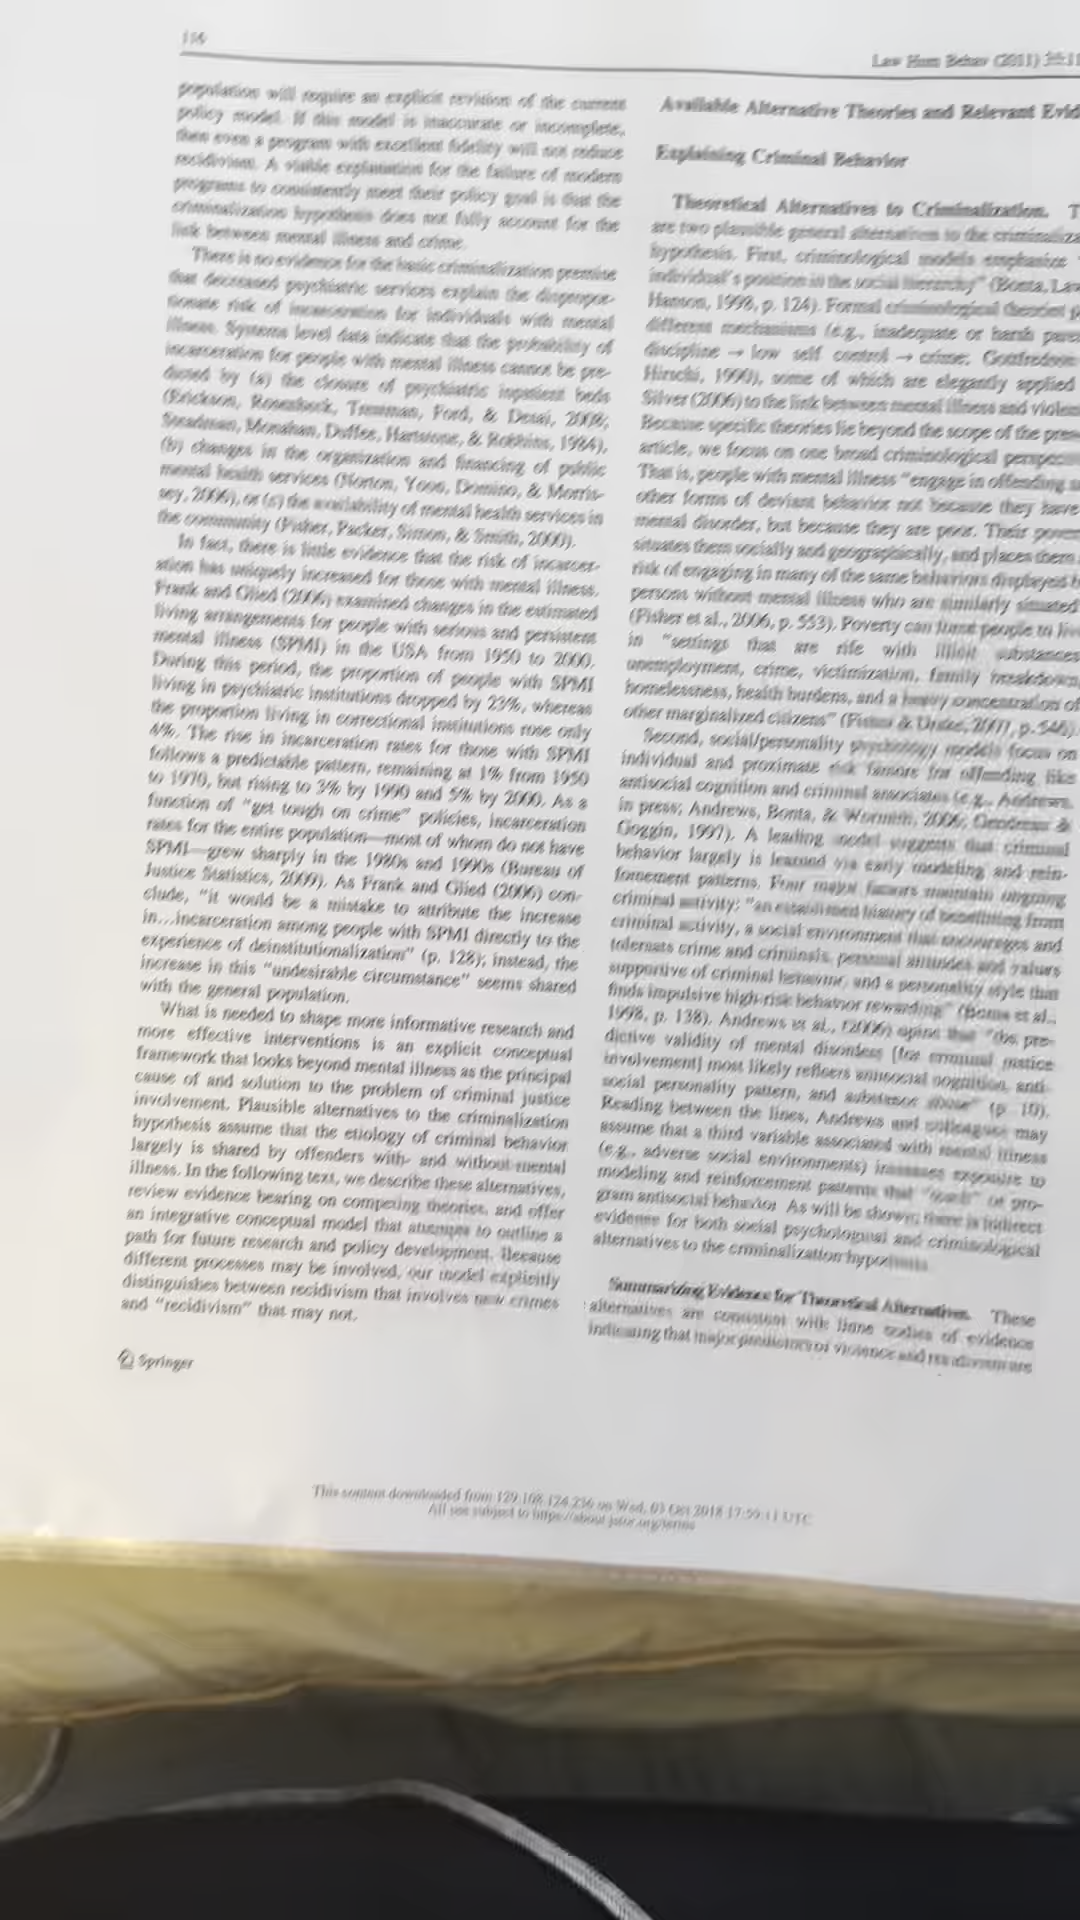 116
Law Hum Behav (2011)
population will require an explicit revision of the current
policy model. If this model is inaccurate or incomplete,
then even a program with excellent fidelity will not reduce
recidivism. A viable explanation for the failure of modern
programs to consistently meet their policy goal is that the
criminalization hypothesis does not fully account for the
link between mental illness and crime.
There is no evidence for the basic criminalization premise
that decreased psychiatric services explain the dispropor-
tionate risk of incarceration for individuals with mental
illness. Systems level data indicate that the probability of
incarceration for people with mental illness cannot be pre-
dicted by (a) the closure of psychiatric inpatient beds
(Erickson, Rosenheck, Trestman, Ford, & Desai, 2008;
Steadman, Monahan, Duffee, Hartstone, & Robbins, 1984),
(b) changes in the organization and financing of public
mental health services (Norton, Yoon, Domino, & Morris-
sey, 2006), or (c) the availability of mental health services in
the community (Fisher, Packer, Simon, & Smith, 2000).
In fact, there is little evidence that the risk of incarcer-
ation has uniquely increased for those with mental illness.
Frank and Glied (2006) examined changes in the estimated
living arrangements for people with serious and persistent
mental illness (SPMI) in the USA from 1950 to 2000.
During this period, the proportion of people with SPMI
living in psychiatric institutions dropped by 23%, whereas
the proportion living in correctional institutions rose only
4%. The rise in incarceration rates for those with SPMI
follows a predictable pattern, remaining at 1% from 1950
to 1970, but rising to 3% by 1990 and 5% by 2000. As a
function of "get tough on crime" policies, incarceration
rates for the entire population—most of whom do not have
SPMI—grew sharply in the 1980s and 1990s (Bureau of
Justice Statistics, 2009). As Frank and Glied (2006) con-
clude, "it would be a mistake to attribute the increase
in…incarceration among people with SPMI directly to the
experience of deinstitutionalization" (p. 128); instead, the
increase in this "undesirable circumstance" seems shared
with the general population.
What is needed to shape more informative research and
more effective interventions is an explicit conceptual
framework that looks beyond mental illness as the principal
cause of and solution to the problem of criminal justice
involvement. Plausible alternatives to the criminalization
hypothesis assume that the etiology of criminal behavior
largely is shared by offenders with- and without-mental
illness. In the following text, we describe these alternatives,
review evidence bearing on competing theories, and offer
an integrative conceptual model that attempts to outline a
path for future research and policy development. Because
different processes may be involved, our model explicitly
distinguishes between recidivism that involves new crimes
and "recidivism" that may not.
Springer
Available Alternative Theories and Relevant Evid
Explaining Criminal Behavior
Theoretical Alternatives to Criminalization. T
are two plausible general alternatives to the criminaliza
hypothesis. First, criminological models emphasize "
individual's position in the social hierarchy" (Bonta, Law
Hanson, 1998, p. 124). Formal criminological theories p
different mechanisms (e.g., inadequate or harsh paren
discipline → low self control → crime; Gottfredson
Hirschi, 1990), some of which are elegantly applied
Silver (2006) to the link between mental illness and violen
Because specific theories lie beyond the scope of the prese
article, we focus on one broad criminological perspec
That is, people with mental illness "engage in offending a
other forms of deviant behavior not because they have
mental disorder, but because they are poor. Their pover
situates them socially and geographically, and places them
risk of engaging in many of the same behaviors displayed b
persons without mental illness who are similarly situated
(Fisher et al., 2006, p. 553). Poverty can force people to live
in "settings that are rife with illicit substances,
unemployment, crime, victimization, family breakdown,
homelessness, health burdens, and a heavy concentration of
other marginalized citizens" (Fisher & Drake, 2007, p. 546).
Second, social/personality psychology models focus on
individual and proximate risk factors for offending like
antisocial cognition and criminal associates (e.g., Andrews,
in press; Andrews, Bonta, & Wormith, 2006; Gendreau &
Goggin, 1997). A leading model suggests that criminal
behavior largely is learned via early modeling and rein-
forcement patterns. Four major factors maintain ongoing
criminal activity: "an established history of benefiting from
criminal activity, a social environment that encourages and
tolerates crime and criminals, personal attitudes and values
supportive of criminal behavior, and a personality style that
finds impulsive high-risk behavior rewarding" (Bonta et al.,
1998, p. 138). Andrews et al., (2006) opine that "the pre-
dictive validity of mental disorders [for criminal justice
involvement] most likely reflects antisocial cognition, anti-
social personality pattern, and substance abuse" (p. 10).
Reading between the lines, Andrews and colleagues may
assume that a third variable associated with mental illness
(e.g., adverse social environments) increases exposure to
modeling and reinforcement patterns that "teach" or pro-
gram antisocial behavior. As will be shown, there is indirect
evidence for both social psychological and criminological
alternatives to the criminalization hypothesis.
Summarizing Evidence for Theoretical Alternatives. These
alternatives are consistent with three bodies of evidence
indicating that major predictors of violence and recidivism are
This content downloaded from 129.108.124.236 on Wed, 03 Oct 2018 17:59:11 UTC
All use subject to https://about.jstor.org/terms